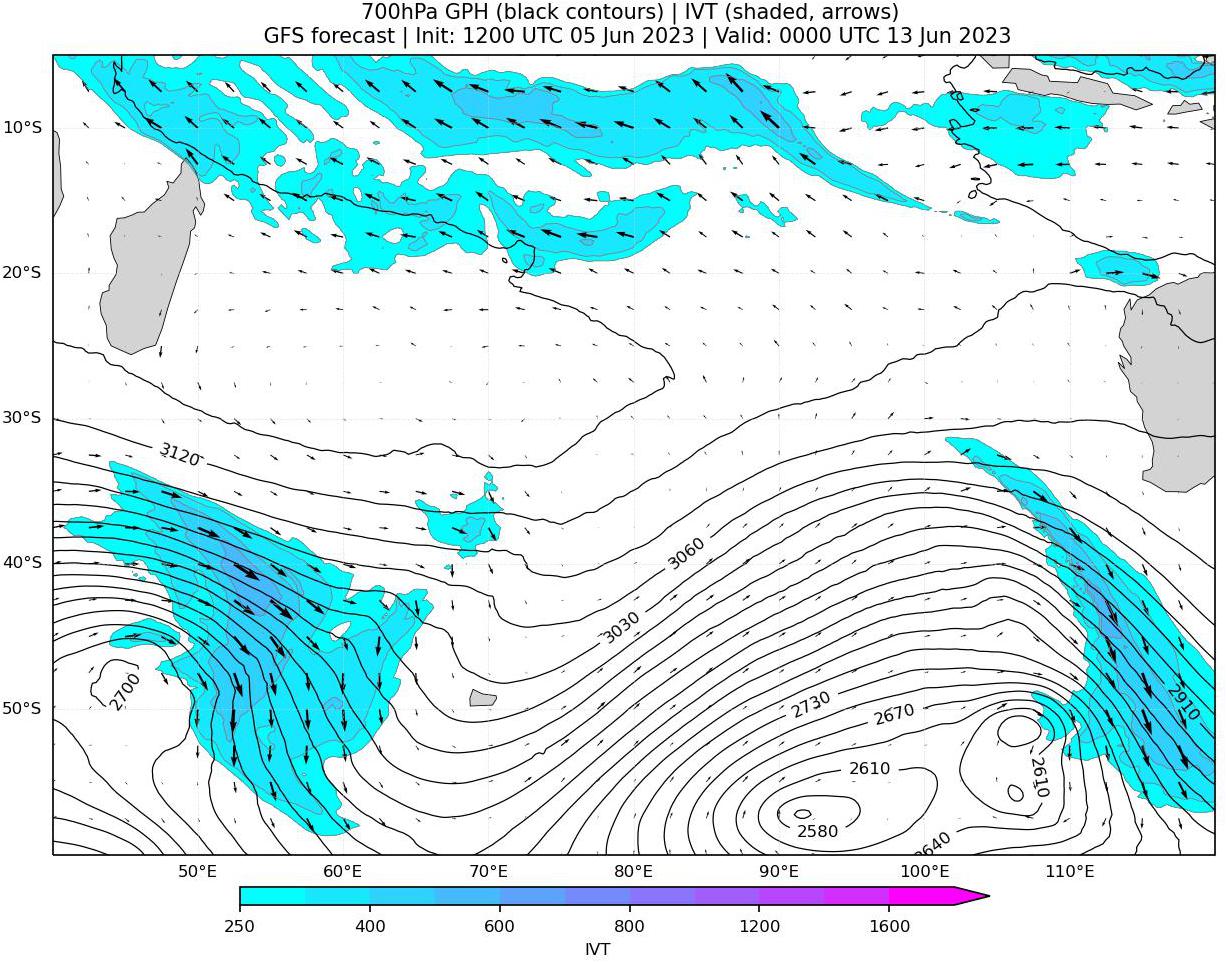 700hPa GPH (black contours) | IVT (shaded, arrows)
GFS forecast | Init: 1200 UTC 05 Jun 2023 | Valid: 0000 UTC 13 Jun 2023
10°S
20°S
30°S
3120
40°S
3060
3030
2700
50°S
2730
2670
2910
2610
2610
2580
2640
50°E 60°E 70°E 80°E 90°E 100°E 110°E
250 400 600 800 1200 1600
IVT